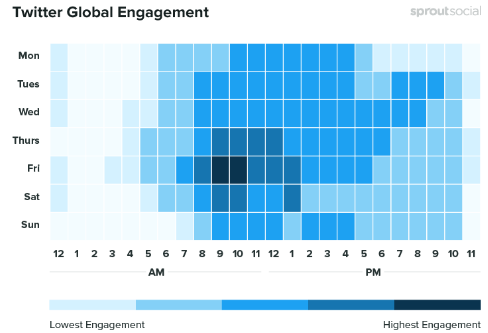 Twitter Global Engagement
sproutsocial
Mon
Tues
Wed
Thurs
Fri
Sat
Sun
12 1 2 3 4 5 6 7 8 9 10 11 12 1 2 3 4 5 6 7 8 9 10 11
AM PM
Lowest Engagement Highest Engagement